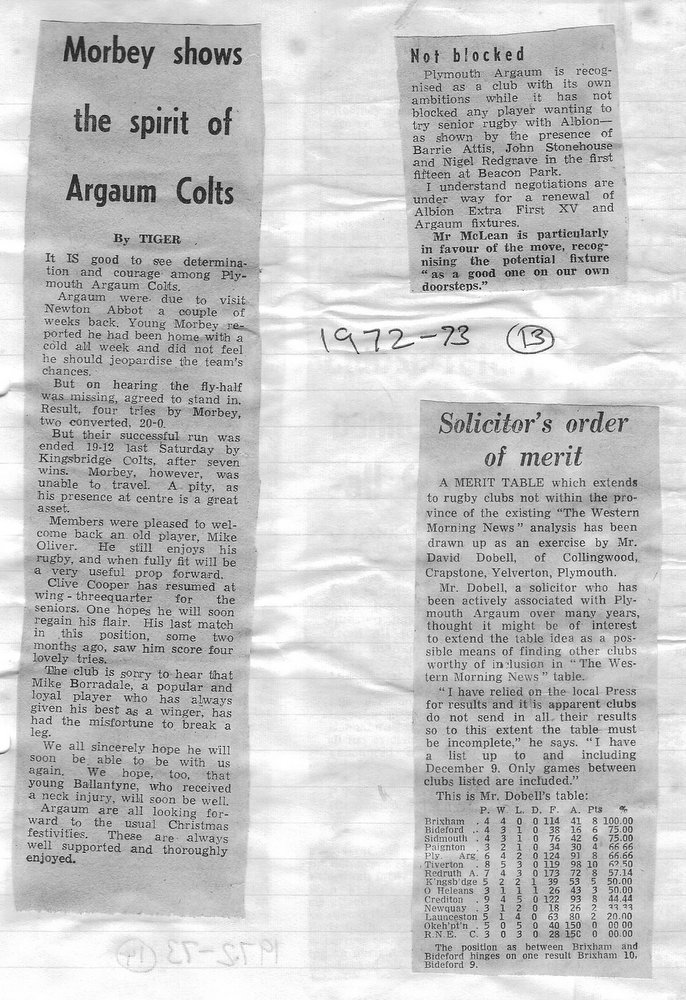 Morbey shows
the spirit of
Argaum Colts
By TIGER
It IS good to see determina-
tion and courage among Ply-
mouth Argaum Colts.
Argaum were due to visit
Newton Abbot a couple of
weeks back. Young Morbey re-
ported he had been home with a
cold all week and did not feel
he should jeopardise the team's
chances.
But on hearing the fly-half
was missing, agreed to stand in.
Result, four tries by Morbey,
two converted, 20-0.
But their successful run was
ended 19-12 last Saturday by
Kingsbridge Colts, after seven
wins. Morbey, however, was
unable to travel. A pity, as
his presence at centre is a great
asset.
Members were pleased to wel-
come back an old player, Mike
Oliver. He still enjoys his
rugby, and when fully fit will be
a very useful prop forward.
Clive Cooper has resumed at
wing-threequarter for the
seniors. One hopes he will soon
regain his flair. His last match
in this position, some two
months ago, saw him score four
lovely tries.
The club is sorry to hear that
Mike Borradale, a popular and
loyal player who has always
given his best as a winger, has
had the misfortune to break a
leg.
We all sincerely hope he will
soon be able to be with us
again. We hope, too, that
young Ballantyne, who received
a neck injury, will soon be well.
Argaum are all looking for-
ward to the usual Christmas
festivities. These are always
well supported and thoroughly
enjoyed.
Not blocked
Plymouth Argaum is recog-
nised as a club with its own
ambitions while it has not
blocked any player wanting to
try senior rugby with Albion—
as shown by the presence of
Barrie Attis, John Stonehouse
and Nigel Redgrave in the first
fifteen at Beacon Park.
I understand negotiations are
under way for a renewal of
Albion Extra First XV and
Argaum fixtures.
Mr McLean is particularly
in favour of the move, recog-
nising the potential fixture
"as a good one on our own
doorsteps."
1972-73 13
Solicitor's order
of merit
A MERIT TABLE which extends
to rugby clubs not within the pro-
vince of the existing "The Western
Morning News" analysis has been
drawn up as an exercise by Mr.
David Dobell, of Collingwood,
Crapstone, Yelverton, Plymouth.
Mr. Dobell, a solicitor who has
been actively associated with Ply-
mouth Argaum over many years,
thought it might be of interest
to extend the table idea as a pos-
sible means of finding other clubs
worthy of inclusion in "The Wes-
tern Morning News" table.
"I have relied on the local Press
for results and it is apparent clubs
do not send in all their results
so to this extent the table must
be incomplete," he says. "I have
a list up to and including
December 9. Only games between
clubs listed are included."
This is Mr. Dobell's table:
P. W. L. D. F. A. Pts %
Brixham . 4 4 0 0 114 41 8 100.00
Bideford .. 4 3 1 0 38 16 6 75.00
Sidmouth . 4 3 1 0 76 42 6 75.00
Paignton . 3 2 1 0 34 30 4 66 66
Ply. Arg. 6 4 2 0 124 91 8 66.66
Tiverton . 8 5 3 0 119 98 10 62.50
Redruth A. 7 4 3 0 173 72 8 57.14
K'ngsb'dge 5 2 2 1 39 53 5 50.00
O Heleans 3 1 1 1 26 43 3 50.00
Crediton . 9 4 5 0 122 93 8 44.44
Newquay . 3 1 2 0 18 26 2 33.33
Launceston 5 1 4 0 63 80 2 20.00
Okeh'pt'n . 5 0 5 0 40 150 0 00.00
R.N.E. C. 3 0 3 0 28 150 0 00.00
The position as between Brixham and
Bideford hinges on one result Brixham 10,
Bideford 9.